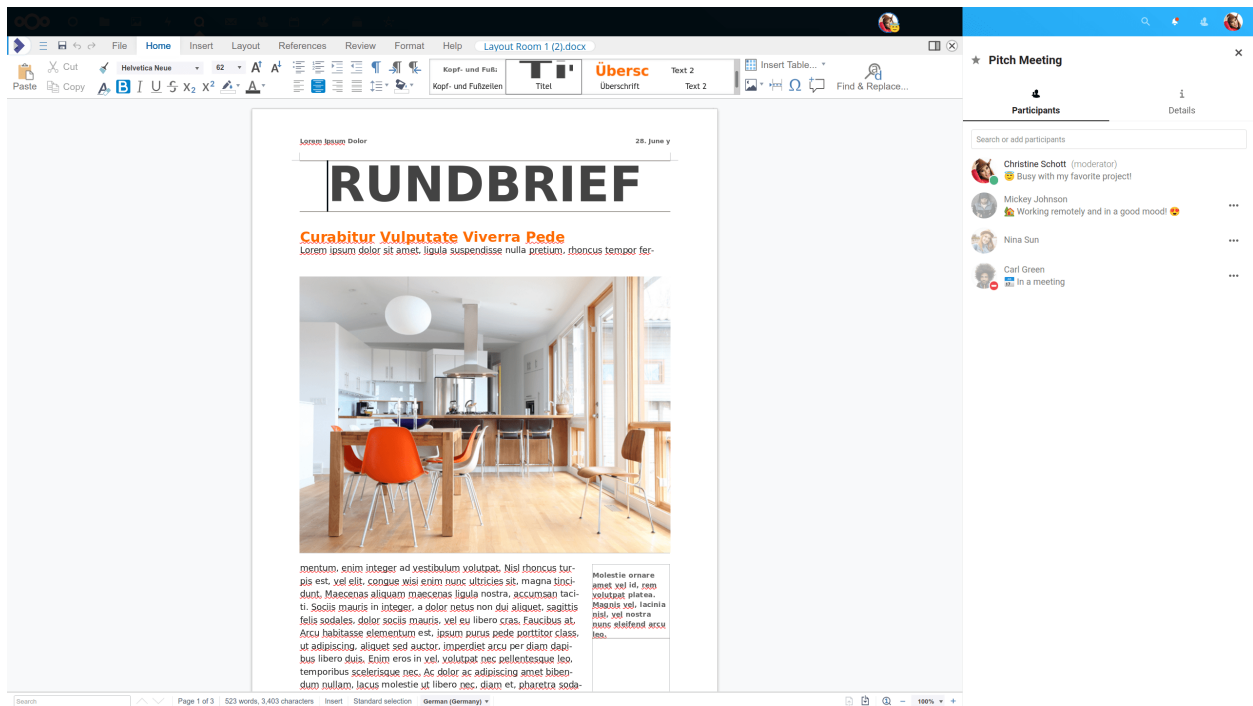 File Home Insert Layout References Review Format Help Layout Room 1 (2).docx
Paste Cut Copy
Helvetica Neue 62
Kopf- und Fuß
Kopf- und Fußzeilen
Titel
Übersc
Überschrift
Text 2
Text 2
Insert Table...
Find & Replace...
Lorem Ipsum Dolor 28. June y
RUNDBRIEF
Curabitur Vulputate Viverra Pede
Lorem ipsum dolor sit amet, ligula suspendisse nulla pretium, rhoncus tempor fer-
mentum, enim integer ad vestibulum volutpat. Nisl rhoncus tur-
pis est, vel elit, congue wisi enim nunc ultricies sit, magna tinci-
dunt. Maecenas aliquam maecenas ligula nostra, accumsan taci-
ti. Sociis mauris in integer, a dolor netus non dui aliquet, sagittis
felis sodales, dolor sociis mauris, vel eu libero cras. Faucibus at.
Arcu habitasse elementum est, ipsum purus pede porttitor class,
ut adipiscing, aliquet sed auctor, imperdiet arcu per diam dapi-
bus libero duis. Enim eros in vel, volutpat nec pellentesque leo,
temporibus scelerisque nec. Ac dolor ac adipiscing amet biben-
dum nullam, lacus molestie ut libero nec, diam et, pharetra soda-
Molestie ornare
amet vel id, rem
volutpat platea.
Magnis vel, lacinia
nisl, vel nostra
nunc eleifend arcu
leo.
Search Page 1 of 3 523 words, 3,403 characters Insert Standard selection German (Germany) 100%
Pitch Meeting
Participants Details
Search or add participants
Christine Schott (moderator)
😇 Busy with my favorite project!
Mickey Johnson
🏡 Working remotely and in a good mood! 😍
Nina Sun
Carl Green
📅 In a meeting